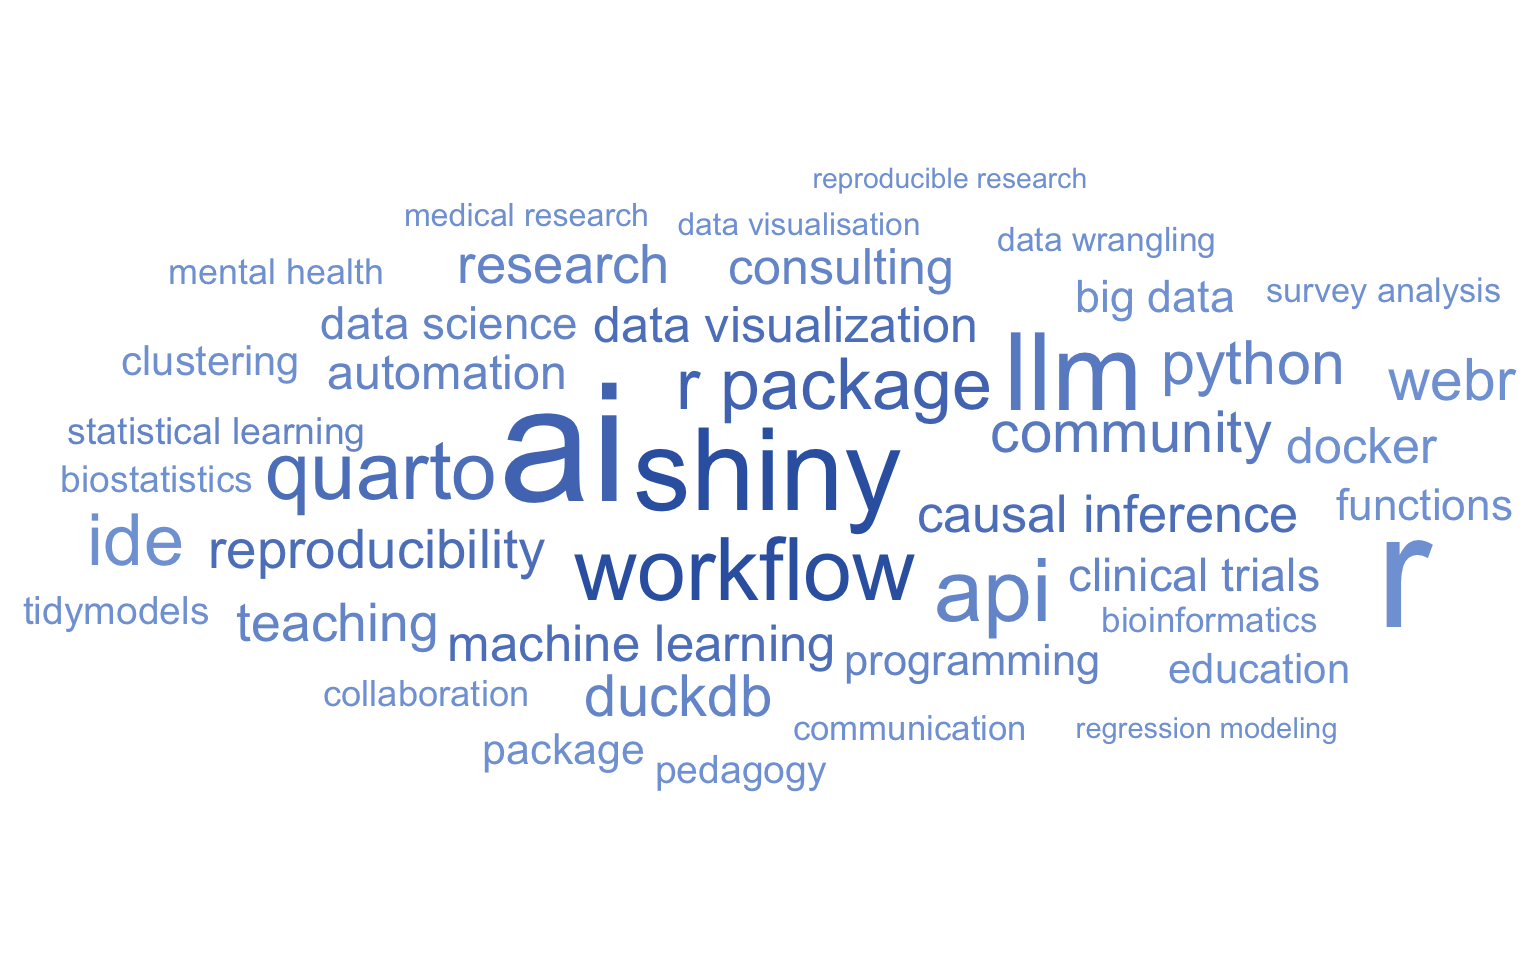 reproducible research
medical research
data visualisation
data wrangling
mental health
research
consulting
big data
survey analysis
data science
data visualization
clustering
automation
r package
llm
python
webr
statistical learning
community
docker
biostatistics
quarto
ai
shiny
causal inference
functions
ide
reproducibility
workflow
api
clinical trials
r
tidymodels
teaching
bioinformatics
machine learning
programming
education
collaboration
duckdb
communication
regression modeling
package
pedagogy